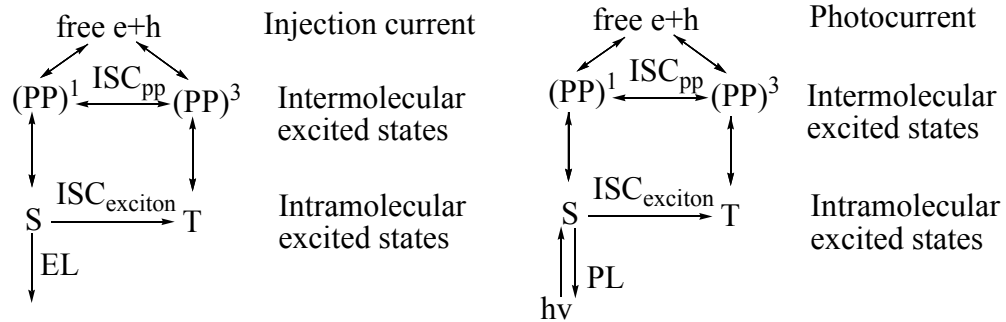 free e+h Injection current
ISCpp
(PP)1 (PP)3 Intermolecular
excited states
ISCexciton
S T Intramolecular
excited states
EL
free e+h Photocurrent
ISCpp
(PP)1 (PP)3 Intermolecular
excited states
ISCexciton
S T Intramolecular
excited states
PL
hν